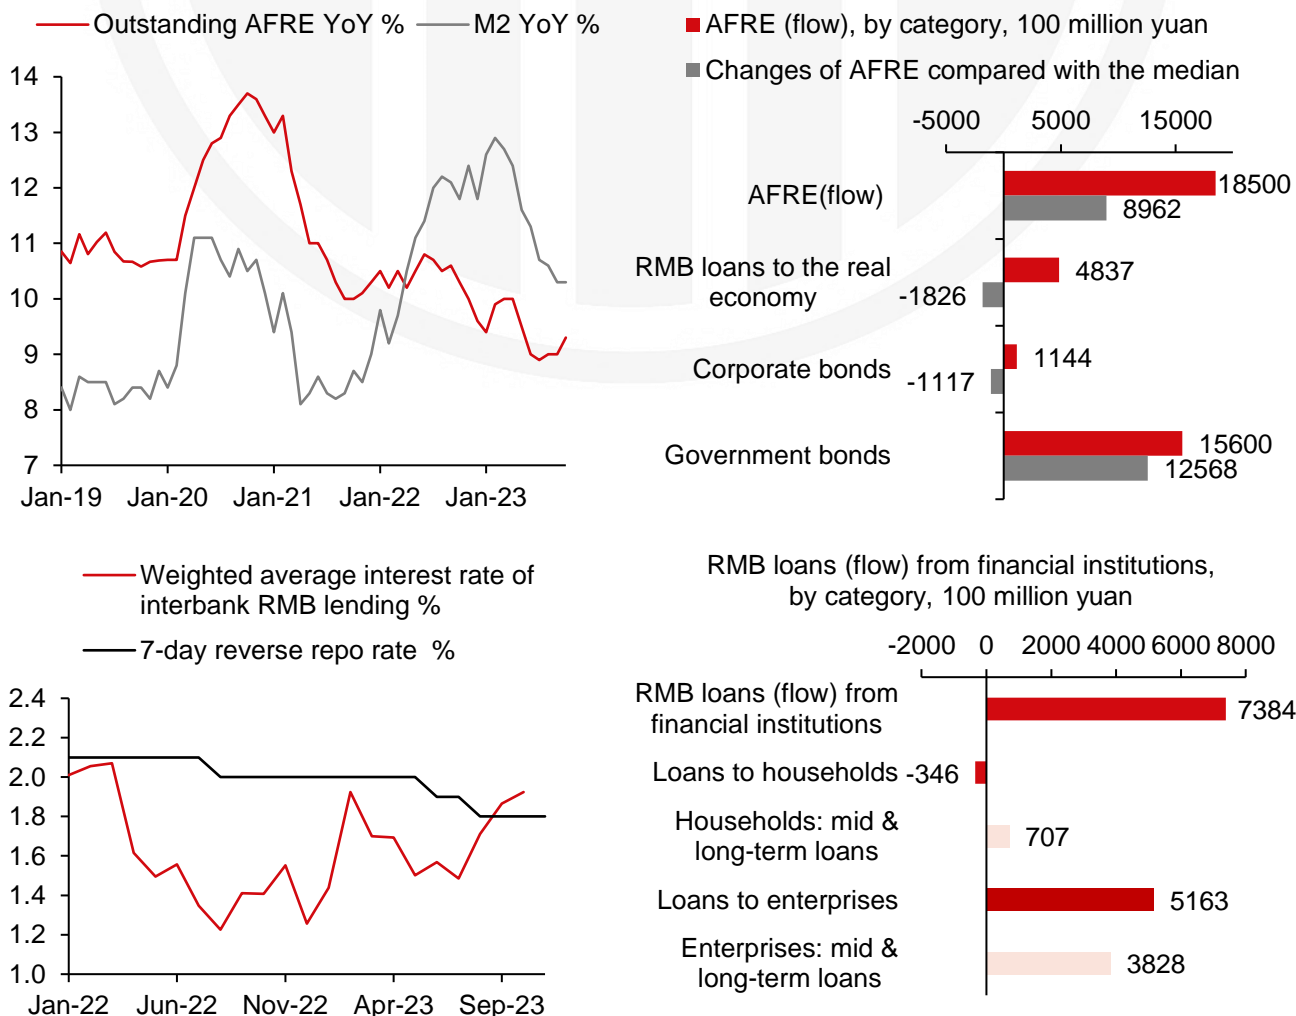 Outstanding AFRE YoY %
M2 YoY %
14
13
12
11
10
9
8
7
Jan-19
Jan-20
Jan-21
Jan-22
Jan-23
AFRE (flow), by category, 100 million yuan
Changes of AFRE compared with the median
-5000
5000
15000
AFRE(flow)
18500
8962
RMB loans to the real
economy
4837
-1826
Corporate bonds
1144
-1117
Government bonds
15600
12568
Weighted average interest rate of
interbank RMB lending %
7-day reverse repo rate %
2.4
2.2
2.0
1.8
1.6
1.4
1.2
1.0
Jan-22
Jun-22
Nov-22
Apr-23
Sep-23
RMB loans (flow) from financial institutions,
by category, 100 million yuan
-2000
0
2000
4000
6000
8000
RMB loans (flow) from
financial institutions
7384
Loans to households
-346
Households: mid &
long-term loans
707
Loans to enterprises
5163
Enterprises: mid &
long-term loans
3828